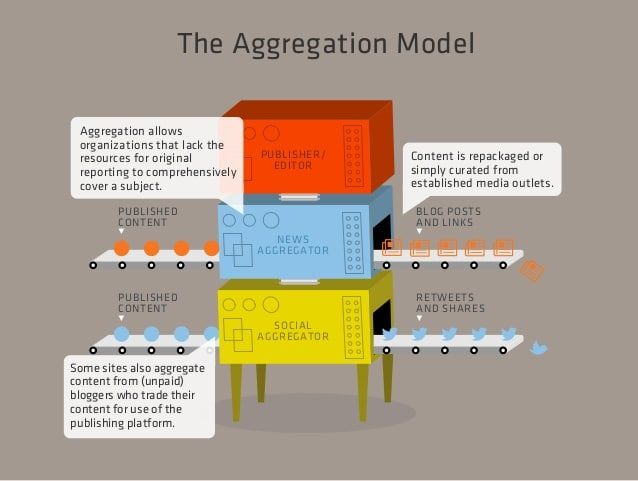 The Aggregation Model
Aggregation allows
organizations that lack the
resources for original
reporting to comprehensively
cover a subject.
PUBLISHER/
EDITOR
Content is repackaged or
simply curated from
established media outlets.
PUBLISHED
CONTENT
NEWS
AGGREGATOR
BLOG POSTS
AND LINKS
PUBLISHED
CONTENT
SOCIAL
AGGREGATOR
RETWEETS
AND SHARES
Some sites also aggregate
content from (unpaid)
bloggers who trade their
content for use of the
publishing platform.